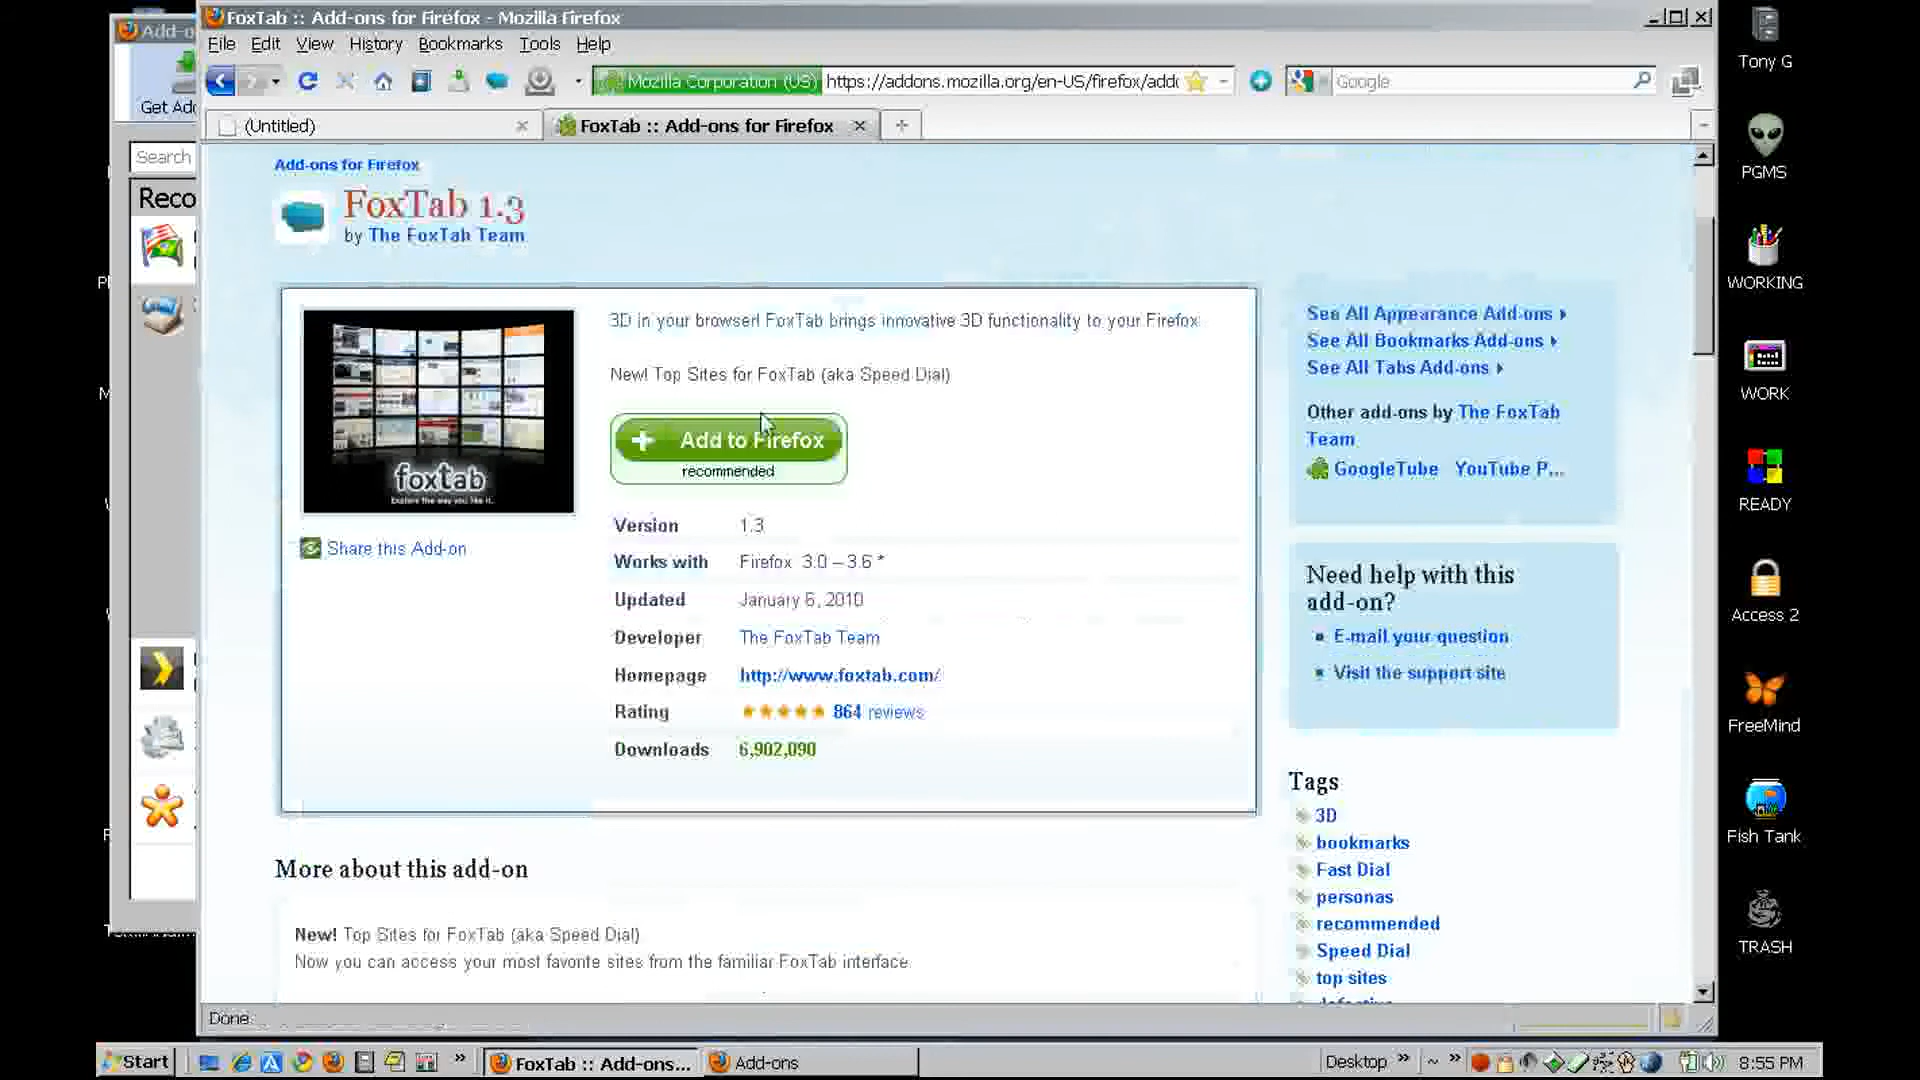 FoxTab :: Add-ons for Firefox - Mozilla Firefox
Add-o
File Edit View History Bookmarks Tools Help
Get Add
Mozilla Corporation (US) https://addons.mozilla.org/en-US/firefox/addo
Google
(Untitled)
FoxTab :: Add-ons for Firefox
Search
Reco
Add-ons for Firefox
FoxTab 1.3
by The FoxTab Team
foxtab
Explore the way you like it.
Share this Add-on
3D in your browser! FoxTab brings innovative 3D functionality to your Firefox.
New! Top Sites for FoxTab (aka Speed Dial)
Add to Firefox
recommended
Version 1.3
Works with Firefox 3.0 – 3.6 *
Updated January 6, 2010
Developer The FoxTab Team
Homepage http://www.foxtab.com/
Rating 864 reviews
Downloads 6,902,090
See All Appearance Add-ons
See All Bookmarks Add-ons
See All Tabs Add-ons
Other add-ons by The FoxTab
Team
GoogleTube YouTube P...
Need help with this
add-on?
E-mail your question
Visit the support site
Tags
3D
bookmarks
Fast Dial
personas
recommended
Speed Dial
top sites
More about this add-on
New! Top Sites for FoxTab (aka Speed Dial)
Now you can access your most favorite sites from the familiar FoxTab interface.
Done
Tony G
PGMS
WORKING
WORK
READY
Access 2
FreeMind
Fish Tank
TRASH
Start
FoxTab :: Add-ons...
Add-ons
Desktop
8:55 PM